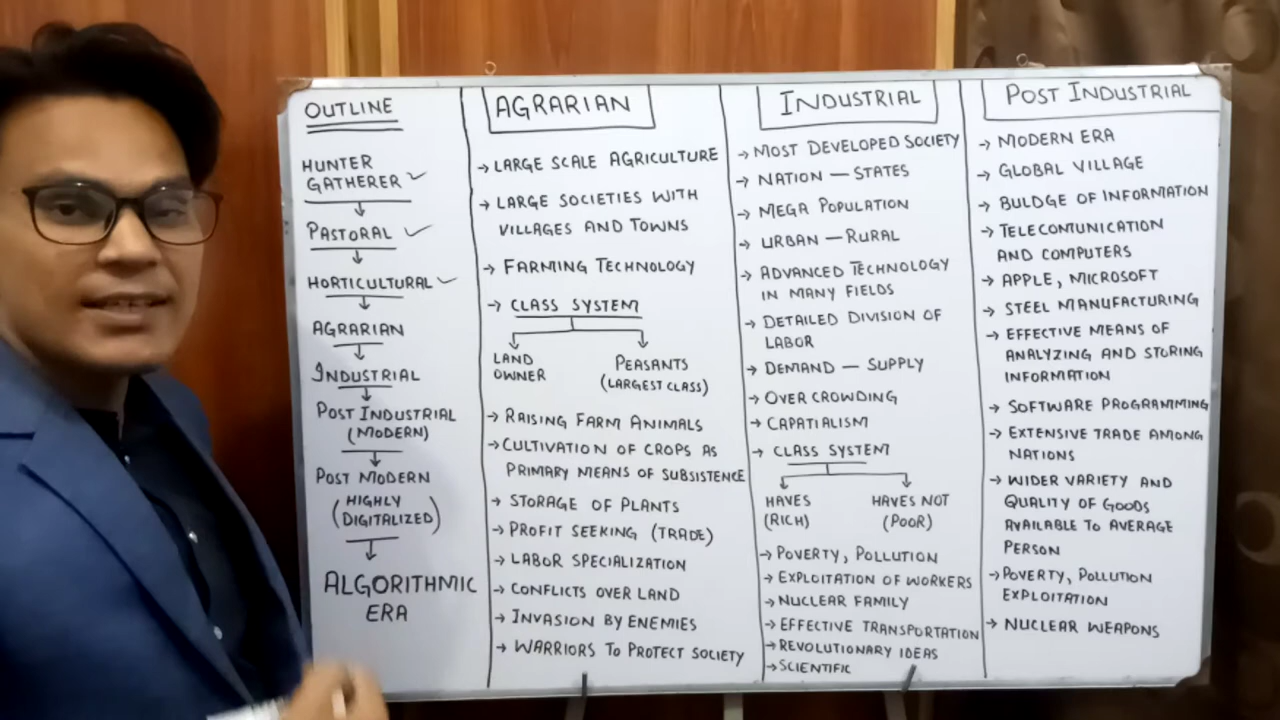 OUTLINE
HUNTER
GATHERER
PASTORAL
HORTICULTURAL
AGRARIAN
INDUSTRIAL
POST INDUSTRIAL
(MODERN)
POST MODERN
(HIGHLY
DIGITALIZED)
ALGORITHMIC
ERA
AGRARIAN
→ LARGE SCALE AGRICULTURE
→ LARGE SOCIETIES WITH
VILLAGES AND TOWNS
→ FARMING TECHNOLOGY
→ CLASS SYSTEM
LAND
OWNER
PEASANTS
(LARGEST CLASS)
→ RAISING FARM ANIMALS
→ CULTIVATION OF CROPS AS
PRIMARY MEANS OF SUBSISTENCE
→ STORAGE OF PLANTS
→ PROFIT SEEKING (TRADE)
→ LABOR SPECIALIZATION
→ CONFLICTS OVER LAND
→ INVASION BY ENEMIES
→ WARRIORS TO PROTECT SOCIETY
INDUSTRIAL
→ MOST DEVELOPED SOCIETY
→ NATION — STATES
→ MEGA POPULATION
→ URBAN — RURAL
→ ADVANCED TECHNOLOGY
IN MANY FIELDS
→ DETAILED DIVISION OF
LABOR
→ DEMAND — SUPPLY
→ OVER CROWDING
→ CAPATIALISM
→ CLASS SYSTEM
HAVES
(RICH)
HAVES NOT
(POOR)
→ POVERTY, POLLUTION
→ EXPLOITATION OF WORKERS
→ NUCLEAR FAMILY
→ EFFECTIVE TRANSPORTATION
→ REVOLUTIONARY IDEAS
→ SCIENTIFIC
POST INDUSTRIAL
→ MODERN ERA
→ GLOBAL VILLAGE
→ BULDGE OF INFORMATION
→ TELECOMUNICATION
AND COMPUTERS
→ APPLE, MICROSOFT
→ STEEL MANUFACTURING
→ EFFECTIVE MEANS OF
ANALYZING AND STORING
INFORMATION
→ SOFTWARE PROGRAMMING
→ EXTENSIVE TRADE AMONG
NATIONS
→ WIDER VARIETY AND
QUALITY OF GOODS
AVAILABLE TO AVERAGE
PERSON
→ POVERTY, POLLUTION
EXPLOITATION
→ NUCLEAR WEAPONS